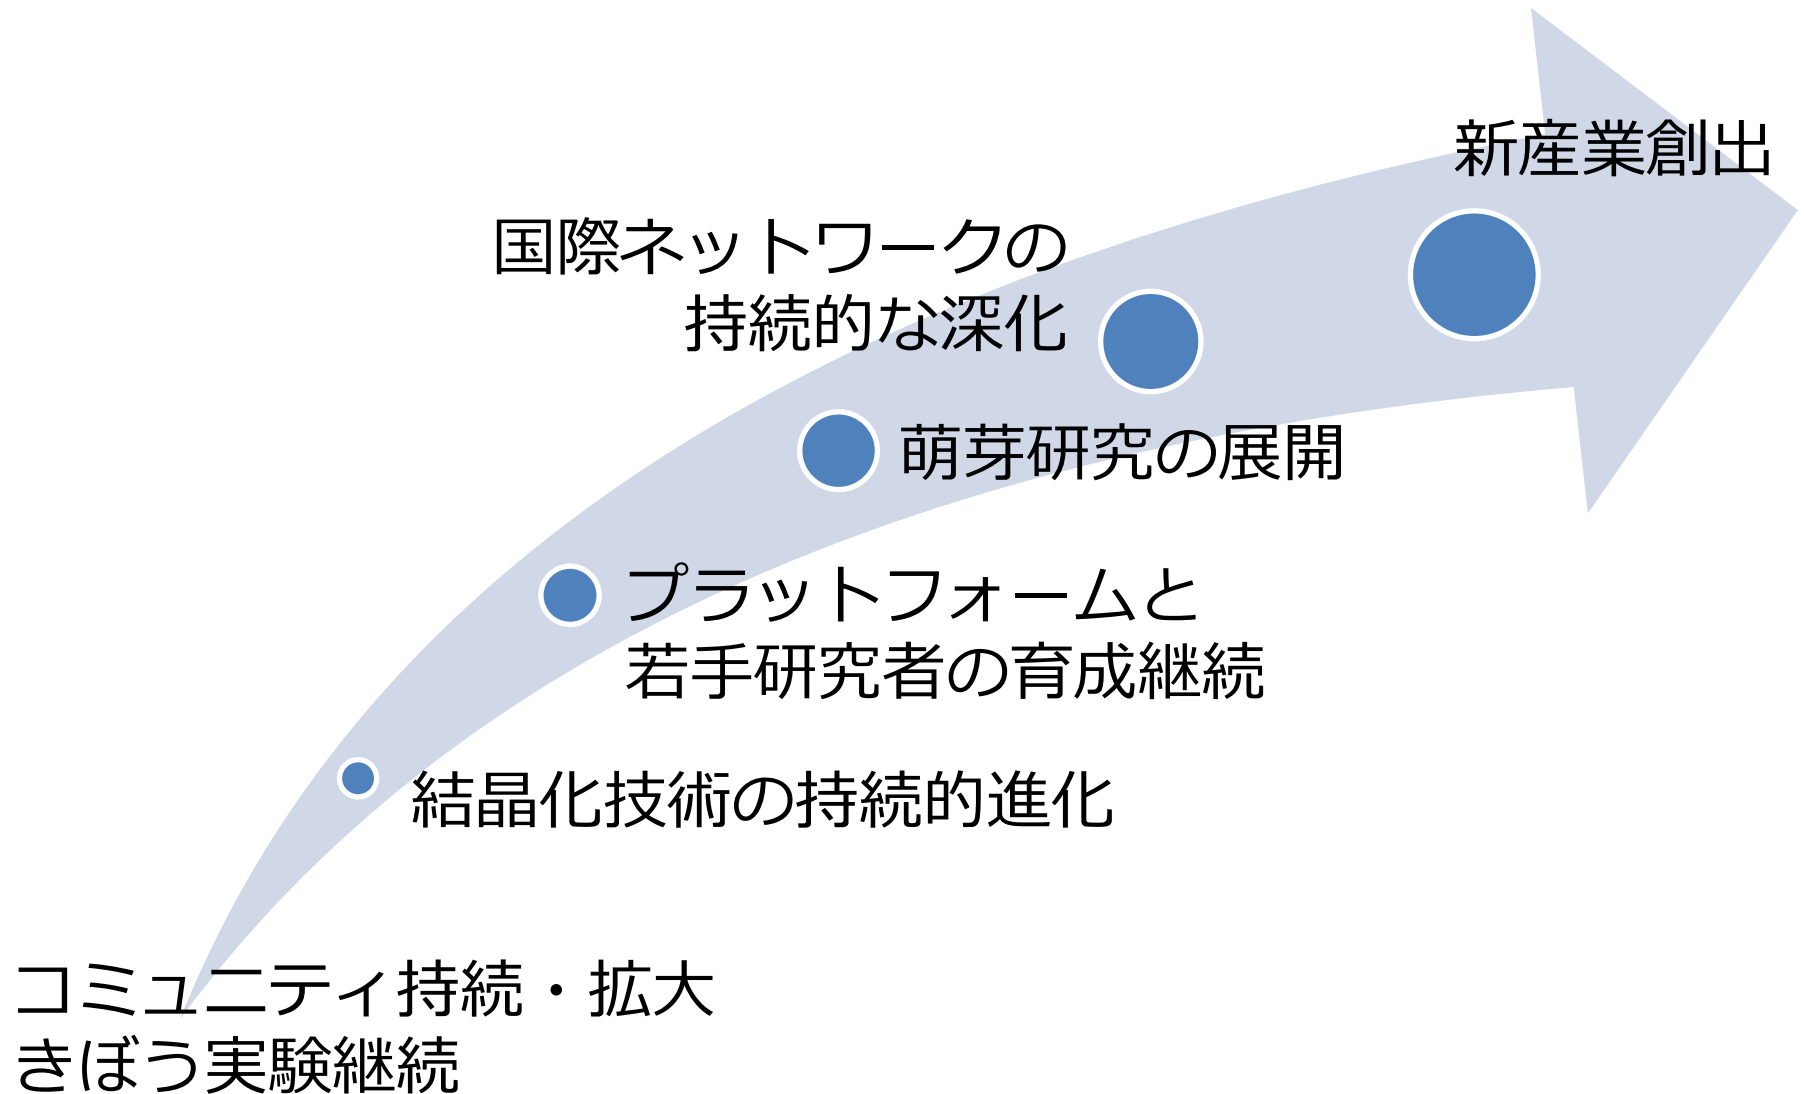 新産業創出
国際ネットワークの
持続的な深化
萌芽研究の展開
プラットフォームと
若手研究者の育成継続
結晶化技術の持続的進化
コミュニティ持続・拡大
きぼう実験継続